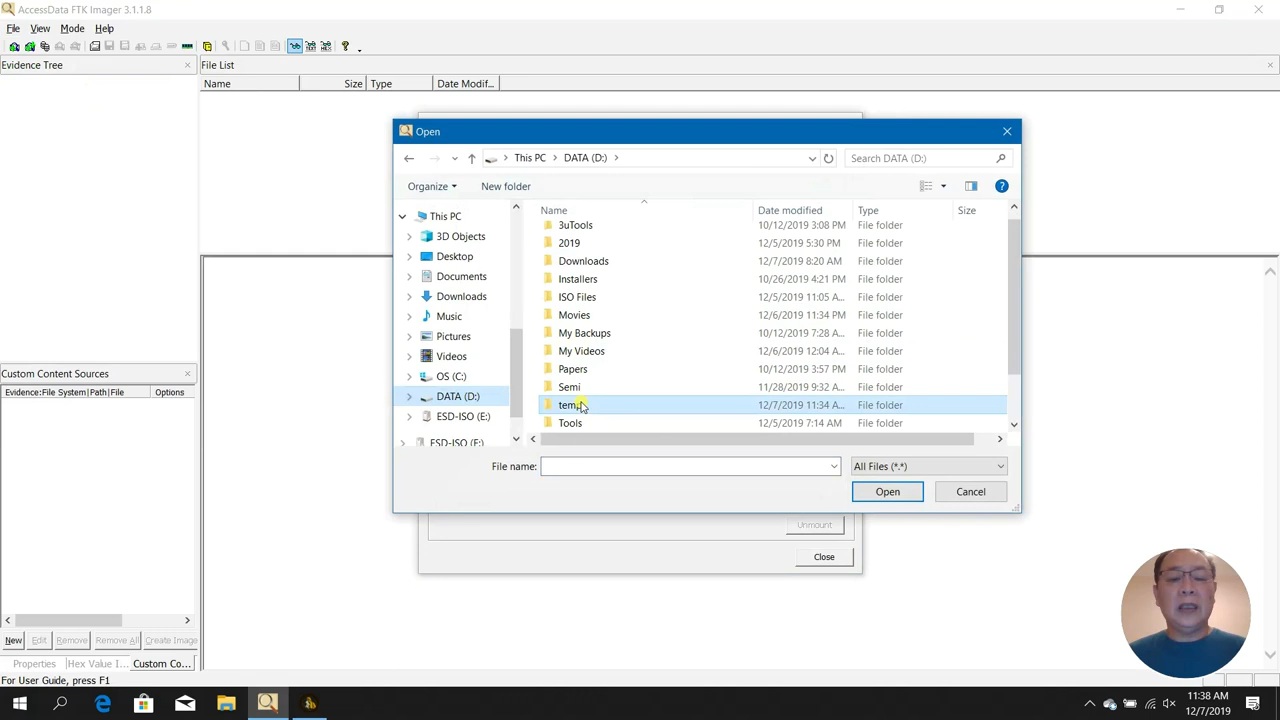 AccessData FTK Imager 3.1.1.8
File View Mode Help
Evidence Tree
File List
Name Size Type Date Modif...
Custom Content Sources
Evidence:File System|Path|File Options
New Edit Remove Remove All Create Image
Properties Hex Value I... Custom Co...
For User Guide, press F1
Open
This PC DATA (D:)
Search DATA (D:)
Organize New folder
This PC
3D Objects
Desktop
Documents
Downloads
Music
Pictures
Videos
OS (C:)
DATA (D:)
ESD-ISO (E:)
ESD-ISO (E:)
Name Date modified Type Size
3uTools 10/12/2019 3:08 PM File folder
2019 12/5/2019 5:30 PM File folder
Downloads 12/7/2019 8:20 AM File folder
Installers 10/26/2019 4:21 PM File folder
ISO Files 12/5/2019 11:05 A... File folder
Movies 12/6/2019 11:34 PM File folder
My Backups 10/12/2019 7:28 A... File folder
My Videos 12/6/2019 12:04 A... File folder
Papers 10/12/2019 3:57 PM File folder
Semi 11/28/2019 9:32 A... File folder
temp 12/7/2019 11:34 A... File folder
Tools 12/5/2019 7:14 AM File folder
File name: All Files (*.*)
Open Cancel
Unmount
Close
11:38 AM
12/7/2019